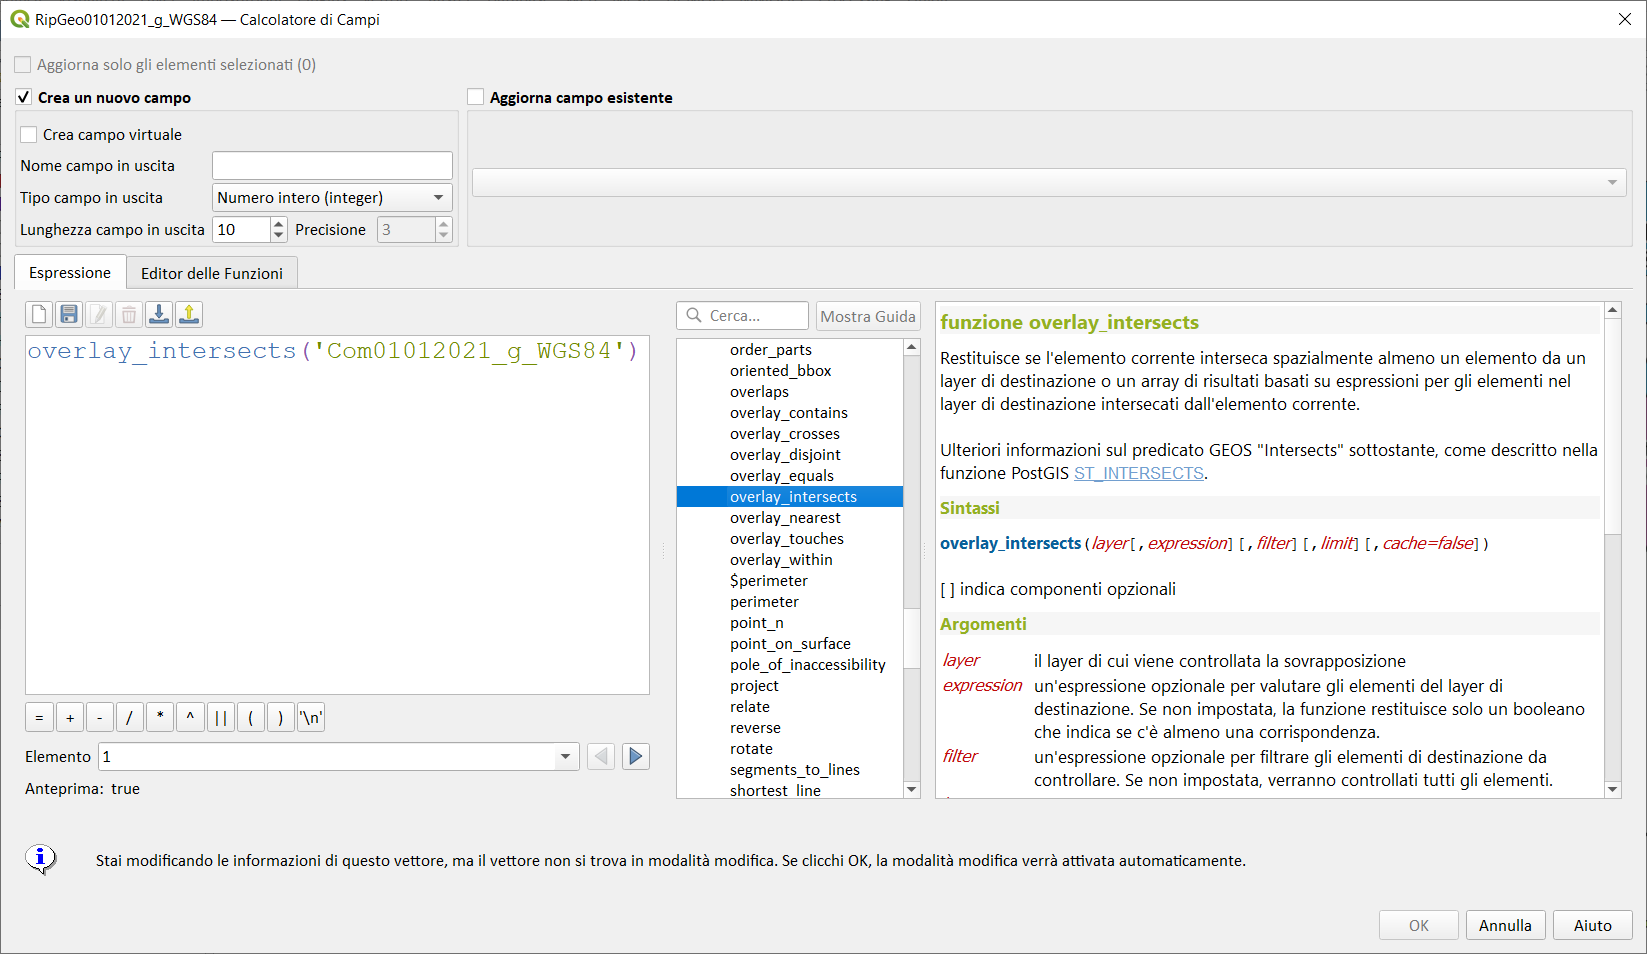 RipGeo01012021_g_WGS84 — Calcolatore di Campi
Aggiorna solo gli elementi selezionati (0)
Crea un nuovo campo
Aggiorna campo esistente
Crea campo virtuale
Nome campo in uscita
Tipo campo in uscita Numero intero (integer)
Lunghezza campo in uscita 10 Precisione 3
Espressione Editor delle Funzioni
overlay_intersects('Com01012021_g_WGS84')
= + - / * ^ || ( ) '\n'
Elemento 1
Anteprima: true
Cerca... Mostra Guida
order_parts
oriented_bbox
overlaps
overlay_contains
overlay_crosses
overlay_disjoint
overlay_equals
overlay_intersects
overlay_nearest
overlay_touches
overlay_within
$perimeter
perimeter
point_n
point_on_surface
pole_of_inaccessibility
project
relate
reverse
rotate
segments_to_lines
shortest_line
funzione overlay_intersects
Restituisce se l'elemento corrente interseca spazialmente almeno un elemento da un
layer di destinazione o un array di risultati basati su espressioni per gli elementi nel
layer di destinazione intersecati dall'elemento corrente.
Ulteriori informazioni sul predicato GEOS "Intersects" sottostante, come descritto nella
funzione PostGIS ST_INTERSECTS.
Sintassi
overlay_intersects(layer[,expression][,filter][,limit][,cache=false])
[ ] indica componenti opzionali
Argomenti
layer il layer di cui viene controllata la sovrapposizione
expression un'espressione opzionale per valutare gli elementi del layer di
destinazione. Se non impostata, la funzione restituisce solo un booleano
che indica se c'è almeno una corrispondenza.
filter un'espressione opzionale per filtrare gli elementi di destinazione da
controllare. Se non impostata, verranno controllati tutti gli elementi.
Stai modificando le informazioni di questo vettore, ma il vettore non si trova in modalità modifica. Se clicchi OK, la modalità modifica verrà attivata automaticamente.
OK Annulla Aiuto